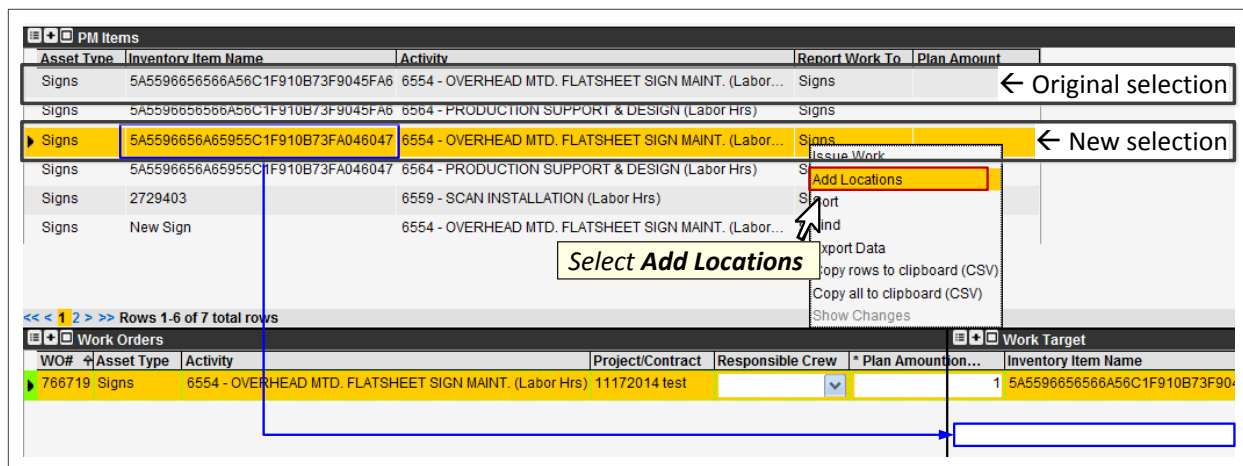 PM Items
Asset Type Inventory Item Name Activity Report Work To Plan Amount
Signs 5A5596656566A56C1F910B73F9045FA6 6554 - OVERHEAD MTD. FLATSHEET SIGN MAINT. (Labor... Signs
← Original selection
Signs 5A5596656566A56C1F910B73F9045FA6 6564 - PRODUCTION SUPPORT & DESIGN (Labor Hrs) Signs
Signs 5A5596656A65955C1F910B73FA046047 6554 - OVERHEAD MTD. FLATSHEET SIGN MAINT. (Labor... Signs
← New selection
Issue Work
Signs 5A5596656A65955C1F910B73FA046047 6564 - PRODUCTION SUPPORT & DESIGN (Labor Hrs)
Add Locations
Signs 2729403 6559 - SCAN INSTALLATION (Labor Hrs)
Signs New Sign 6554 - OVERHEAD MTD. FLATSHEET SIGN MAINT. (Labor...
Select Add Locations
Copy rows to clipboard (CSV)
Copy all to clipboard (CSV)
Show Changes
<< < 1 2 > >> Rows 1-6 of 7 total rows
Work Orders
Work Target
WO# Asset Type Activity Project/Contract Responsible Crew * Plan Amountion... Inventory Item Name
766719 Signs 6554 - OVERHEAD MTD. FLATSHEET SIGN MAINT. (Labor Hrs) 11172014 test 1 5A5596656566A56C1F910B73F904